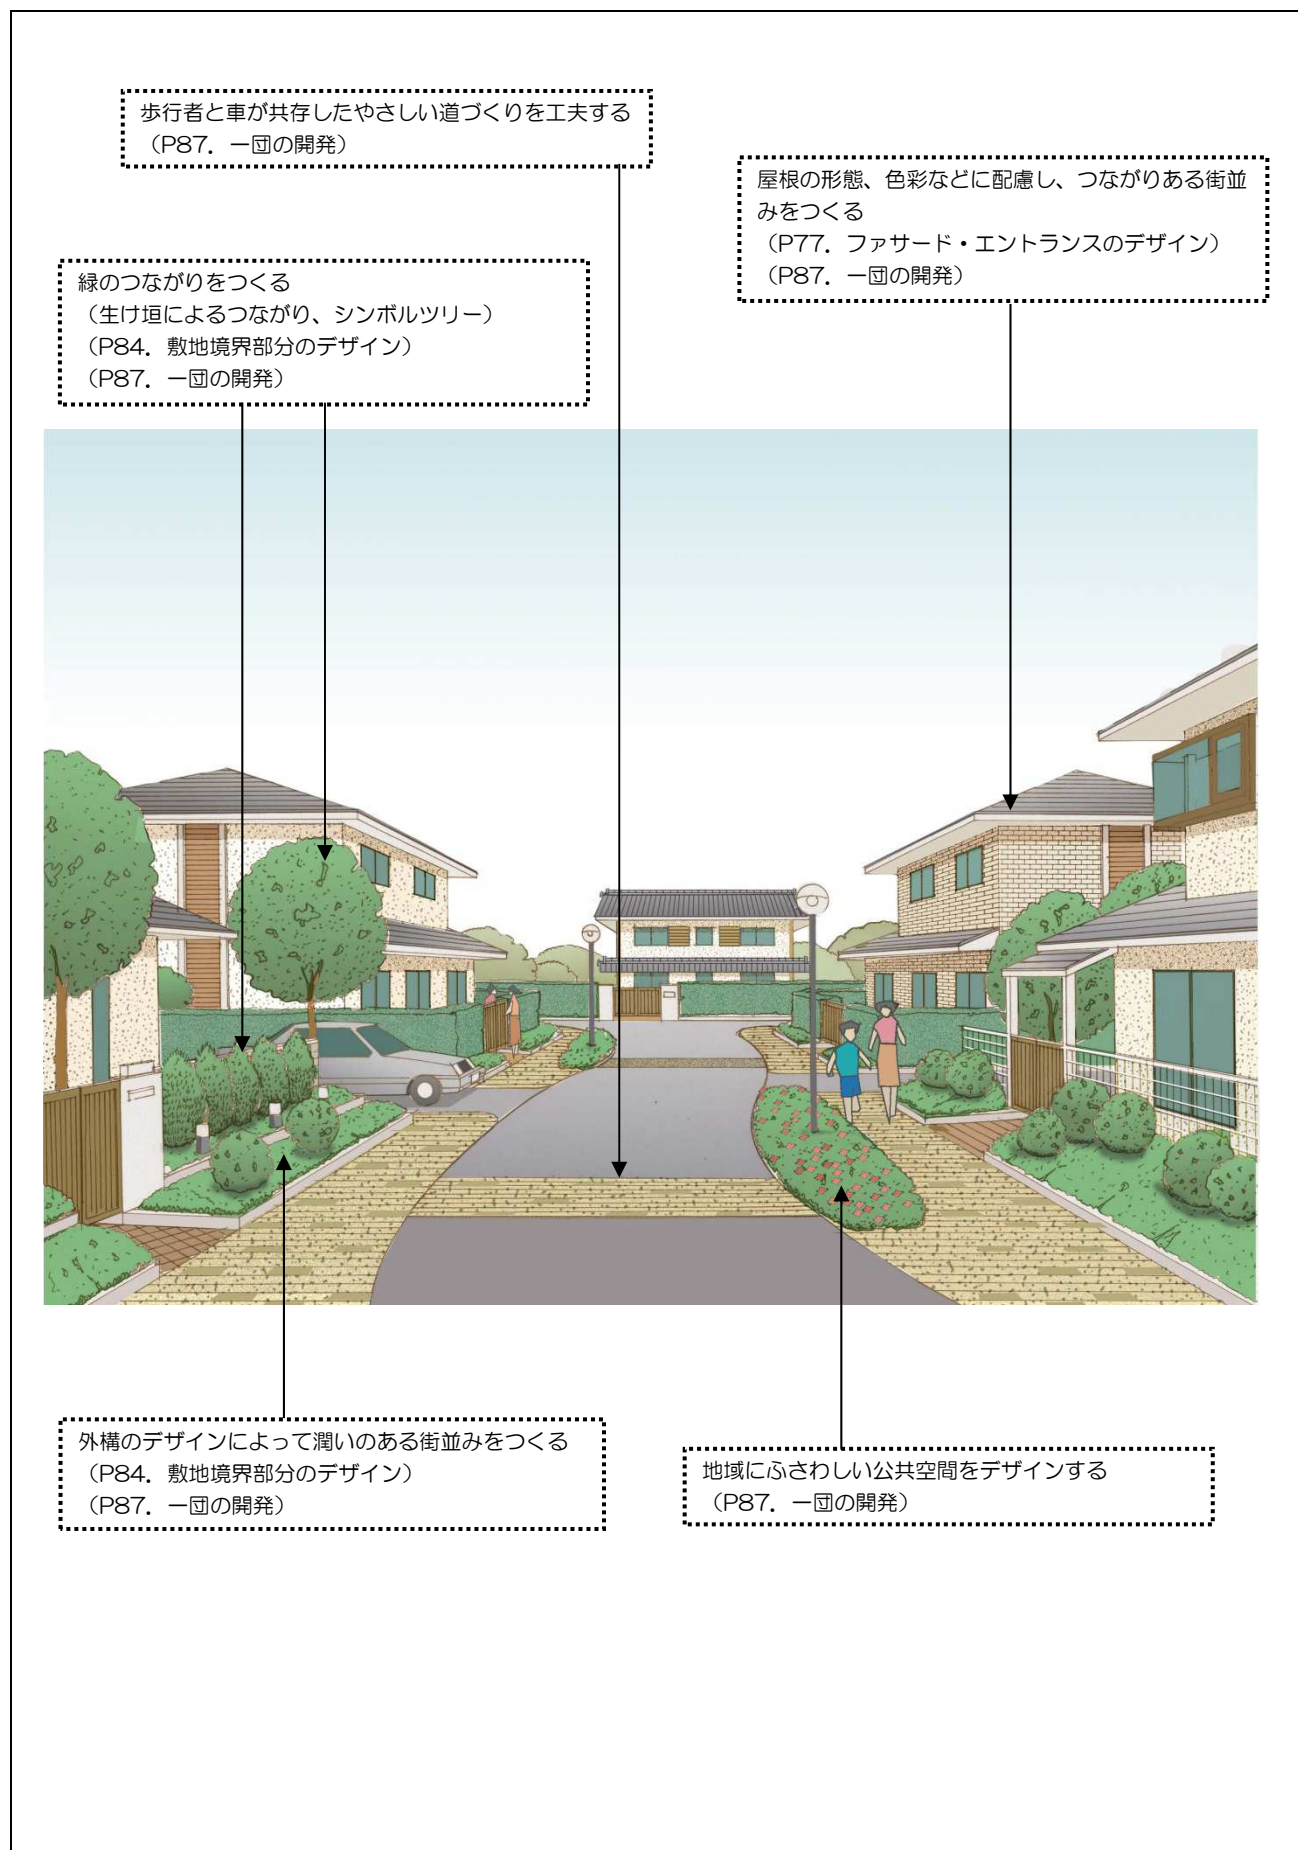 歩行者と車が共存したやさしい道づくりを工夫する
（P87．一団の開発）
屋根の形態、色彩などに配慮し、つながりある街並
みをつくる
（P77．ファサード・エントランスのデザイン）
（P87．一団の開発）
緑のつながりをつくる
（生け垣によるつながり、シンボルツリー）
（P84．敷地境界部分のデザイン）
（P87．一団の開発）
外構のデザインによって潤いのある街並みをつくる
（P84．敷地境界部分のデザイン）
（P87．一団の開発）
地域にふさわしい公共空間をデザインする
（P87．一団の開発）